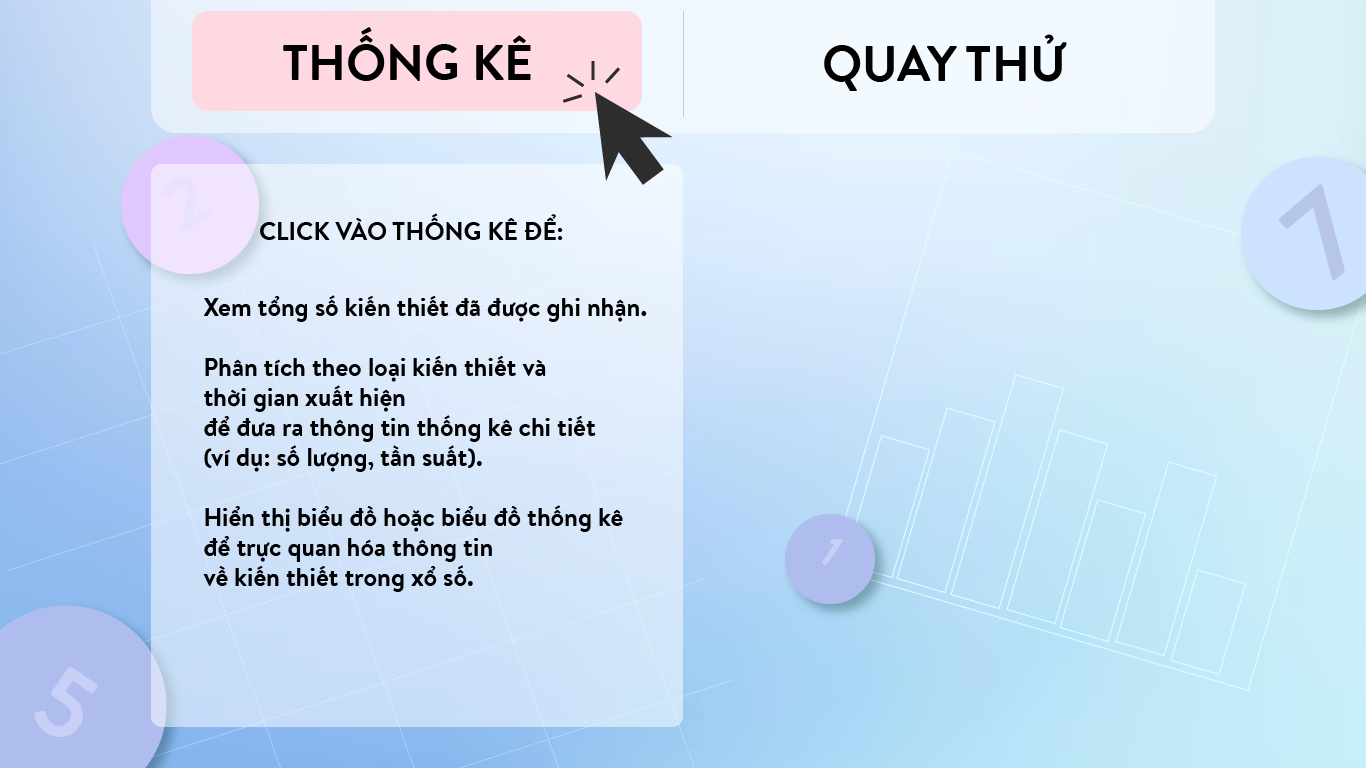 THỐNG KÊ
QUAY THỬ
2
7
CLICK VÀO THỐNG KÊ ĐỂ:
Xem tổng số kiến thiết đã được ghi nhận.
Phân tích theo loại kiến thiết và
thời gian xuất hiện
để đưa ra thông tin thống kê chi tiết
(ví dụ: số lượng, tần suất).
Hiển thị biểu đồ hoặc biểu đồ thống kê
để trực quan hóa thông tin
về kiến thiết trong xổ số.
1
5